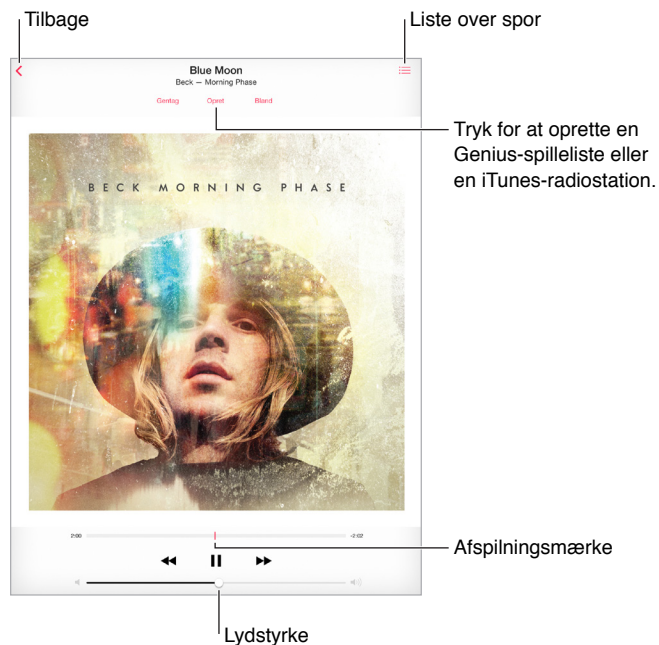 Tilbage
Liste over spor
Blue Moon
Beck — Morning Phase
Gentag Opret Bland
Tryk for at oprette en
Genius-spilleliste eller
en iTunes-radiostation.
BECK MORNING PHASE
2:00 -2:02
Afspilningsmærke
Lydstyrke